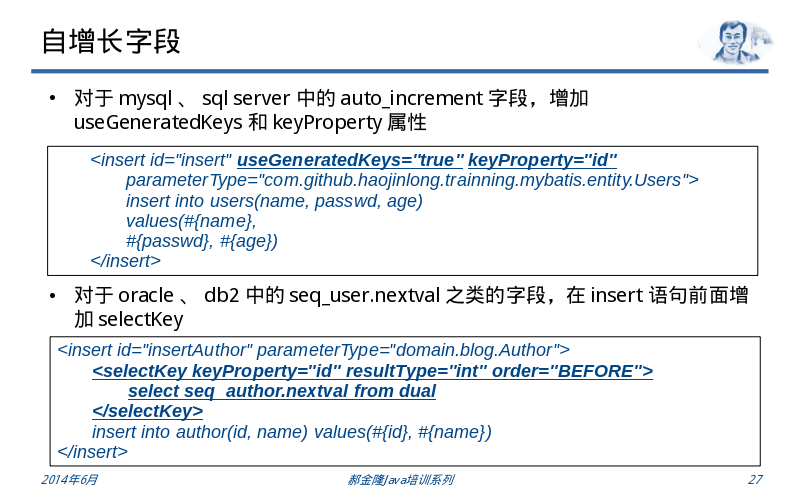 自增长字段
• 对于 mysql 、 sql server 中的 auto_increment 字段，增加
useGeneratedKeys 和 keyProperty 属性
<insert id="insert" useGeneratedKeys="true" keyProperty="id"
parameterType="com.github.haojinlong.trainning.mybatis.entity.Users">
insert into users(name, passwd, age)
values(#{name},
#{passwd}, #{age})
</insert>
• 对于 oracle 、 db2 中的 seq_user.nextval 之类的字段，在 insert 语句前面增
加 selectKey
<insert id="insertAuthor" parameterType="domain.blog.Author">
<selectKey keyProperty="id" resultType="int" order="BEFORE">
select seq_author.nextval from dual
</selectKey>
insert into author(id, name) values(#{id}, #{name})
</insert>
2014年6月
郝金隆Java培训系列
27